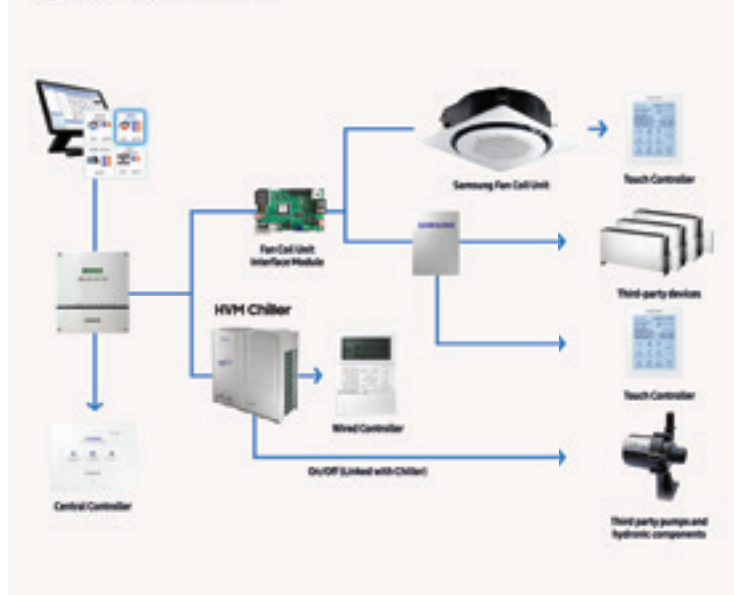 Samsung Fan Coil Unit
Touch Controller
Fan Coil Unit
Interface Module
SAMSUNG
Third-party devices
HVM Chiller
Touch Controller
Wired Controller
On/Off (Linked with Chiller)
Central Controller
Third party pumps and
hydronic components